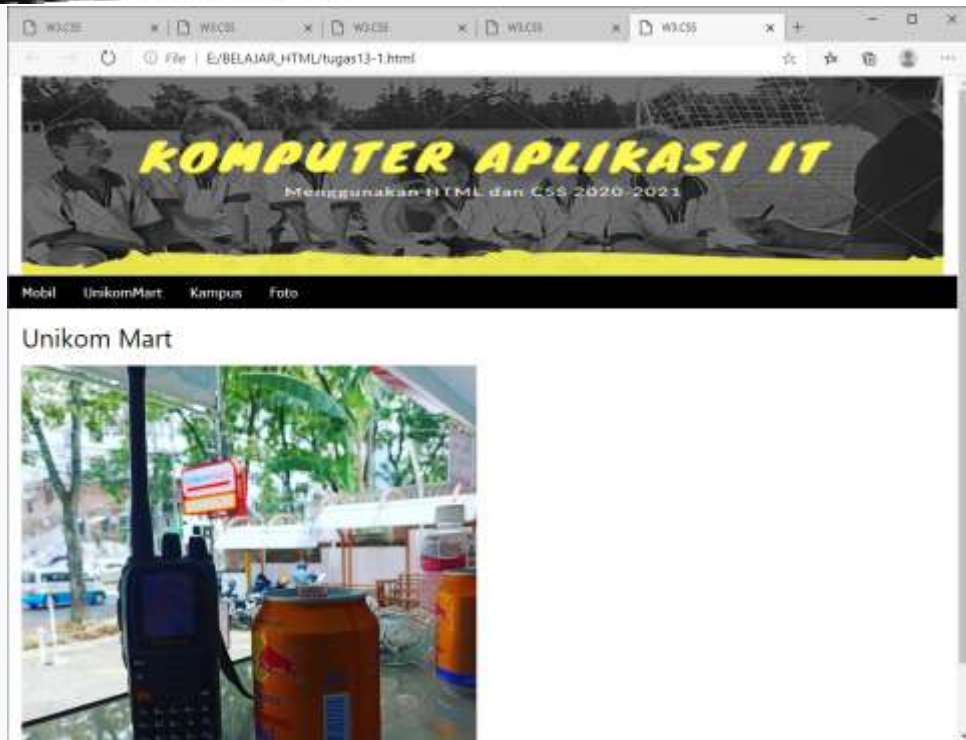 W3.CSS
W3.CSS
W3.CSS
W3.CSS
W3.CSS
File | E:/BELAJAR_HTML/tugas13-1.html
KOMPUTER APLIKASI IT
Menggunakan HTML dan CSS 2020-2021
Mobil UnikomMart Kampus Foto
Unikom Mart